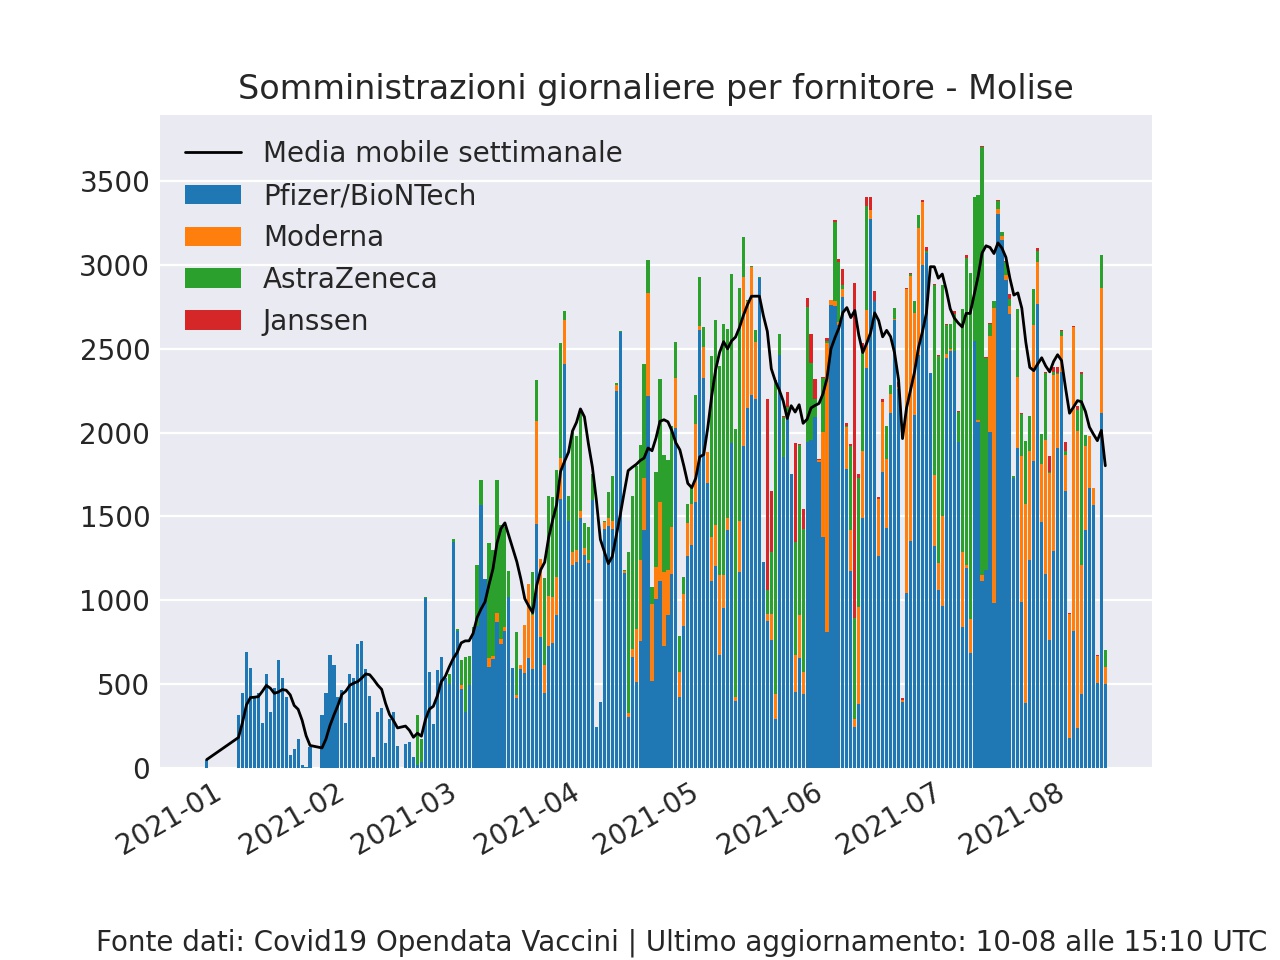 Somministrazioni giornaliere per fornitore - Molise
Media mobile settimanale
Pfizer/BioNTech
Moderna
AstraZeneca
Janssen
3500
3000
2500
2000
1500
1000
500
0
2021-01
2021-02
2021-03
2021-04
2021-05
2021-06
2021-07
2021-08
Fonte dati: Covid19 Opendata Vaccini | Ultimo aggiornamento: 10-08 alle 15:10 UTC